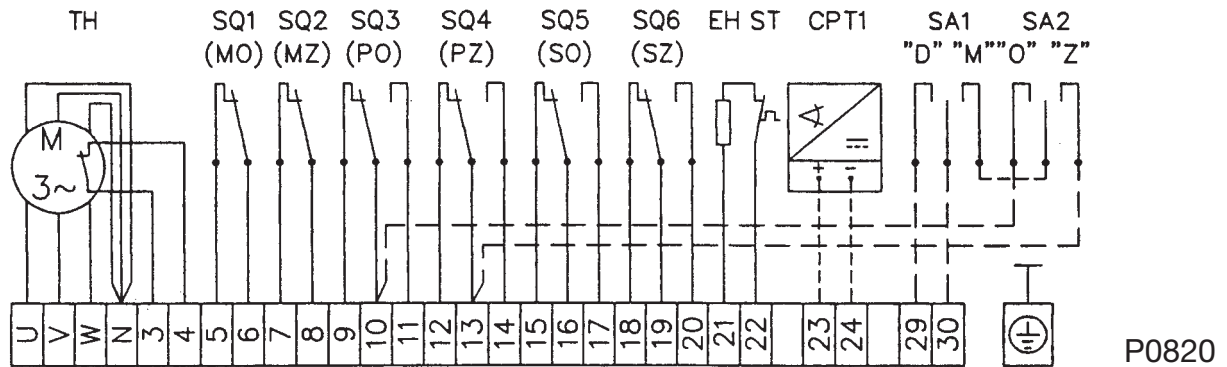 TH SQ1 SQ2 SQ3 SQ4 SQ5 SQ6 EH ST CPT1 SA1 SA2
(MO) (MZ) (PO) (PZ) (SO) (SZ) "D" "M" "O" "Z"
M
3~
+ −
U V W N 3 4 5 6 7 8 9 10 11 12 13 14 15 16 17 18 19 20 21 22 23 24 29 30
P0820